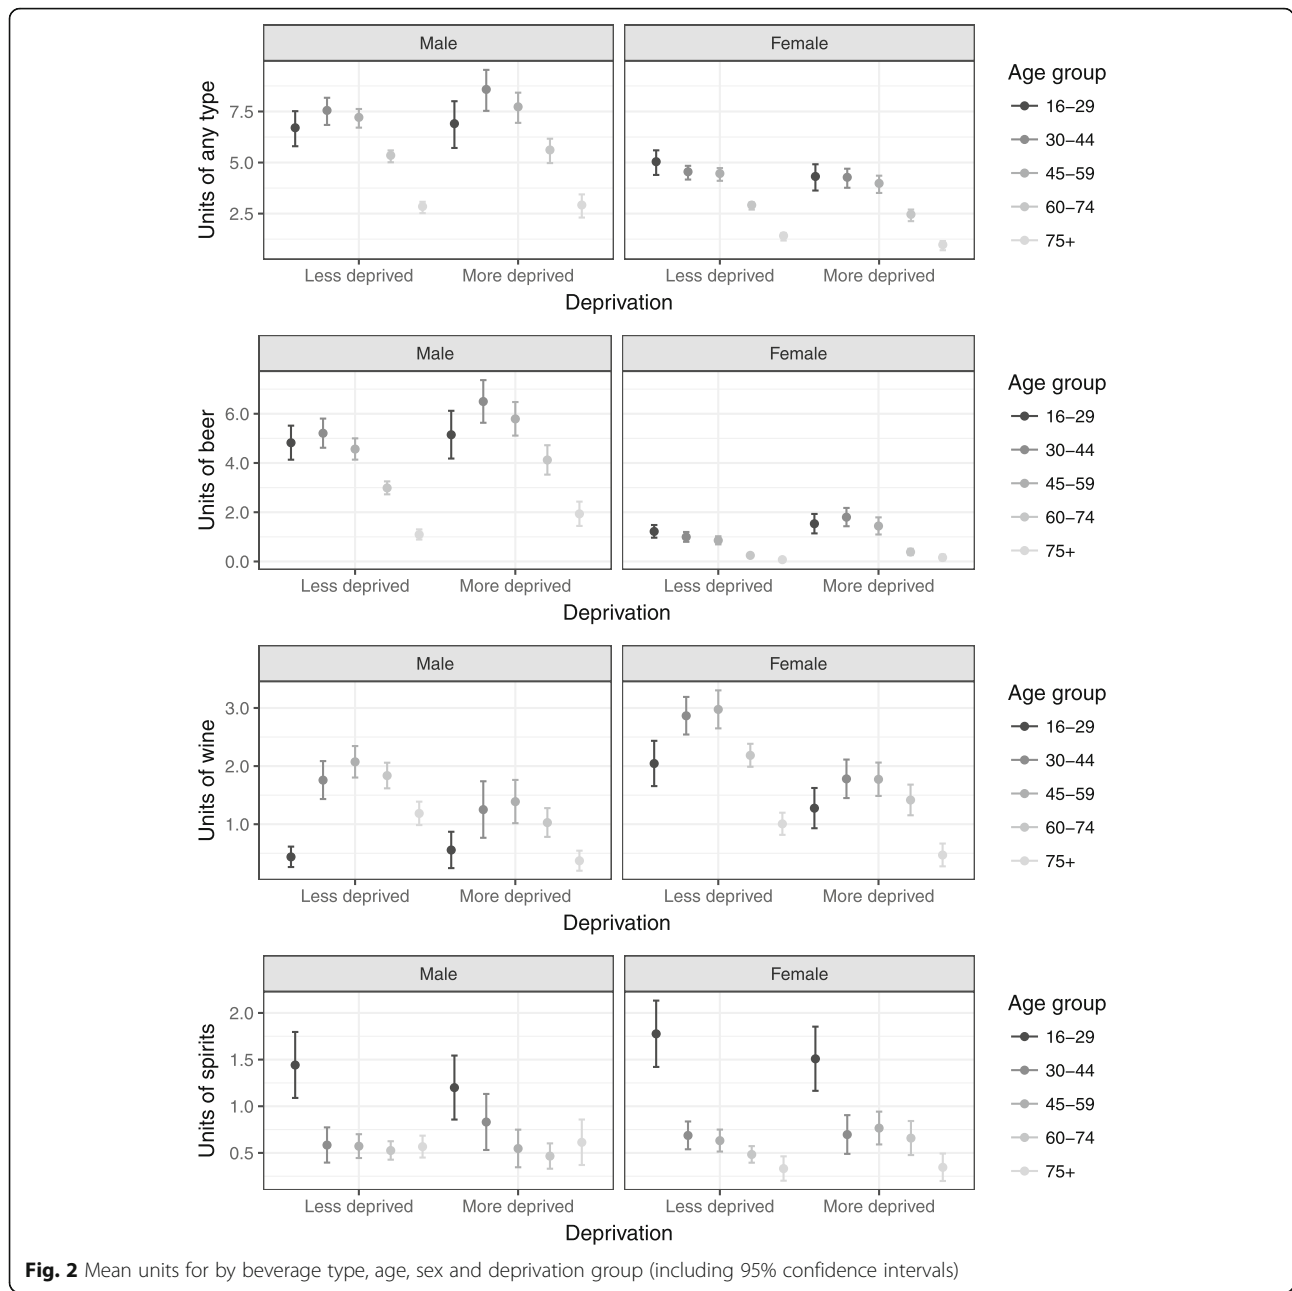 Male Female
Units of any type
7.5
5.0
2.5
Less deprived More deprived Less deprived More deprived
Deprivation
Age group
16–29
30–44
45–59
60–74
75+
Male Female
Units of beer
6.0
4.0
2.0
0.0
Less deprived More deprived Less deprived More deprived
Deprivation
Age group
16–29
30–44
45–59
60–74
75+
Male Female
Units of wine
3.0
2.0
1.0
Less deprived More deprived Less deprived More deprived
Deprivation
Age group
16–29
30–44
45–59
60–74
75+
Male Female
Units of spirits
2.0
1.5
1.0
0.5
Less deprived More deprived Less deprived More deprived
Deprivation
Age group
16–29
30–44
45–59
60–74
75+
Fig. 2 Mean units for by beverage type, age, sex and deprivation group (including 95% confidence intervals)